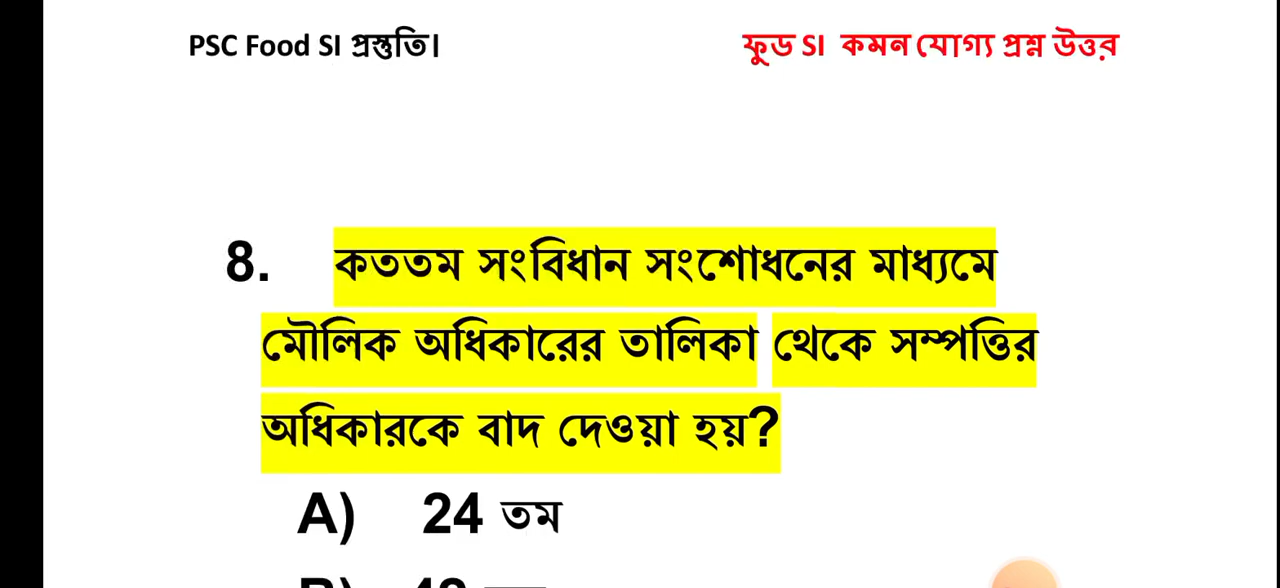 PSC Food SI প্রস্তুতি। ফুড SI কমন যোগ্য প্রশ্ন উত্তর
8. কততম সংবিধান সংশোধনের মাধ্যমে
মৌলিক অধিকারের তালিকা থেকে সম্পত্তির
অধিকারকে বাদ দেওয়া হয়?
A) 24 তম